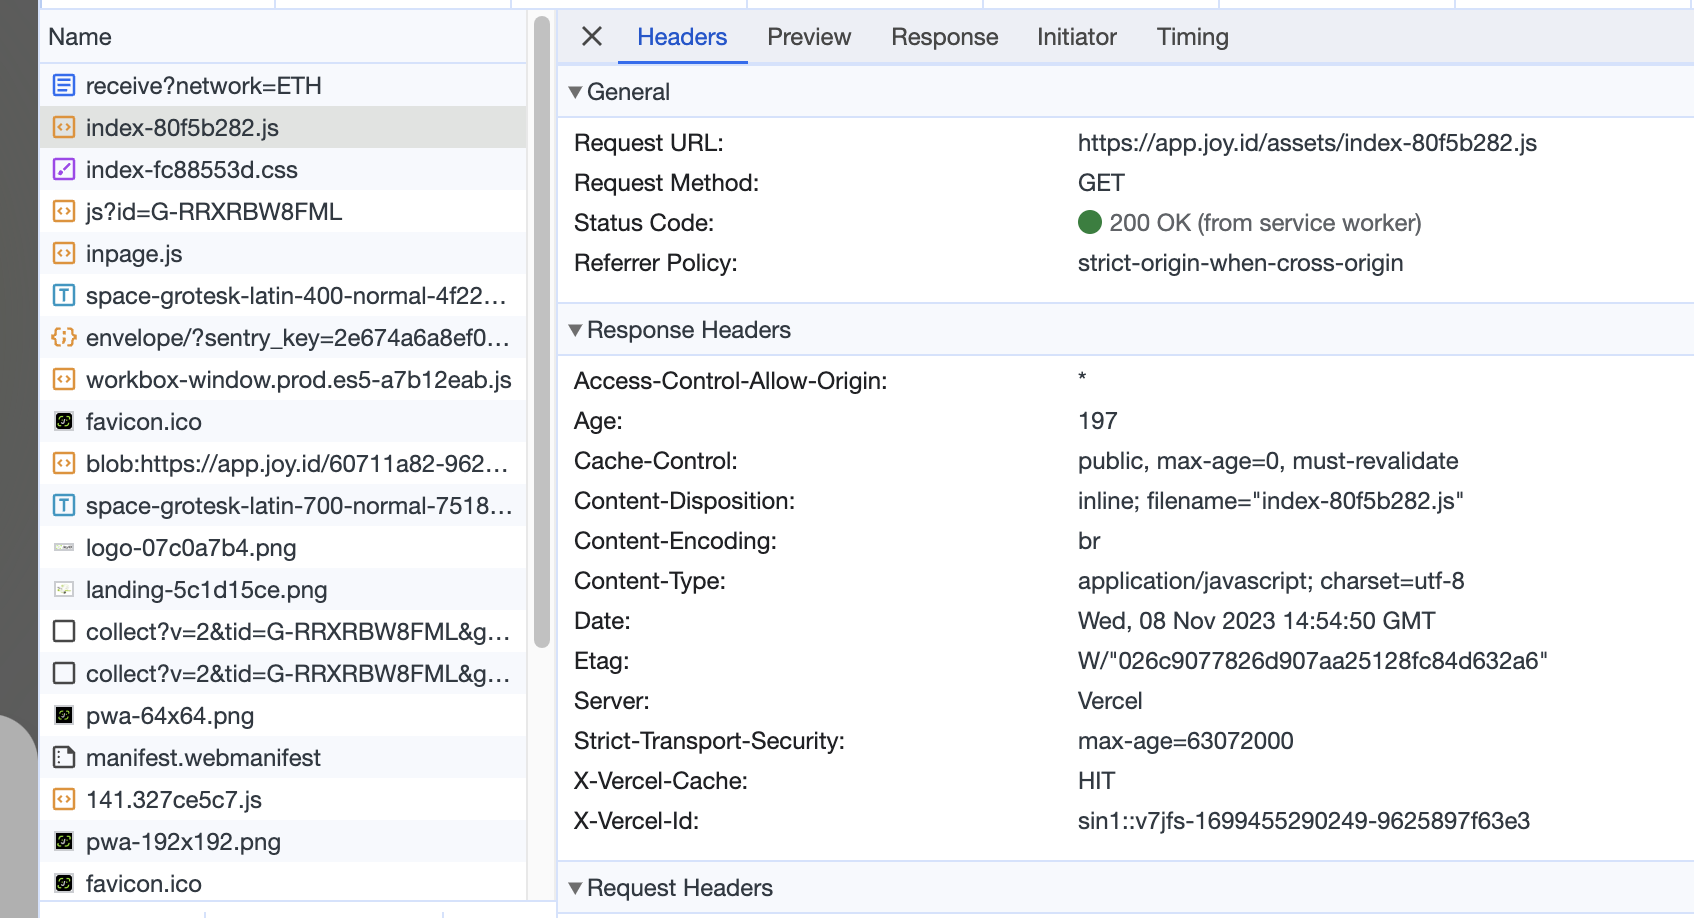 Name
receive?network=ETH
index-80f5b282.js
index-fc88553d.css
js?id=G-RRXRBW8FML
inpage.js
space-grotesk-latin-400-normal-4f22…
envelope/?sentry_key=2e674a6a8ef0…
workbox-window.prod.es5-a7b12eab.js
favicon.ico
blob:https://app.joy.id/60711a82-962…
space-grotesk-latin-700-normal-7518…
logo-07c0a7b4.png
landing-5c1d15ce.png
collect?v=2&tid=G-RRXRBW8FML&g…
collect?v=2&tid=G-RRXRBW8FML&g…
pwa-64x64.png
manifest.webmanifest
141.327ce5c7.js
pwa-192x192.png
favicon.ico
Headers Preview Response Initiator Timing
General
Request URL: https://app.joy.id/assets/index-80f5b282.js
Request Method: GET
Status Code: 200 OK (from service worker)
Referrer Policy: strict-origin-when-cross-origin
Response Headers
Access-Control-Allow-Origin: *
Age: 197
Cache-Control: public, max-age=0, must-revalidate
Content-Disposition: inline; filename="index-80f5b282.js"
Content-Encoding: br
Content-Type: application/javascript; charset=utf-8
Date: Wed, 08 Nov 2023 14:54:50 GMT
Etag: W/"026c9077826d907aa25128fc84d632a6"
Server: Vercel
Strict-Transport-Security: max-age=63072000
X-Vercel-Cache: HIT
X-Vercel-Id: sin1::v7jfs-1699455290249-9625897f63e3
Request Headers